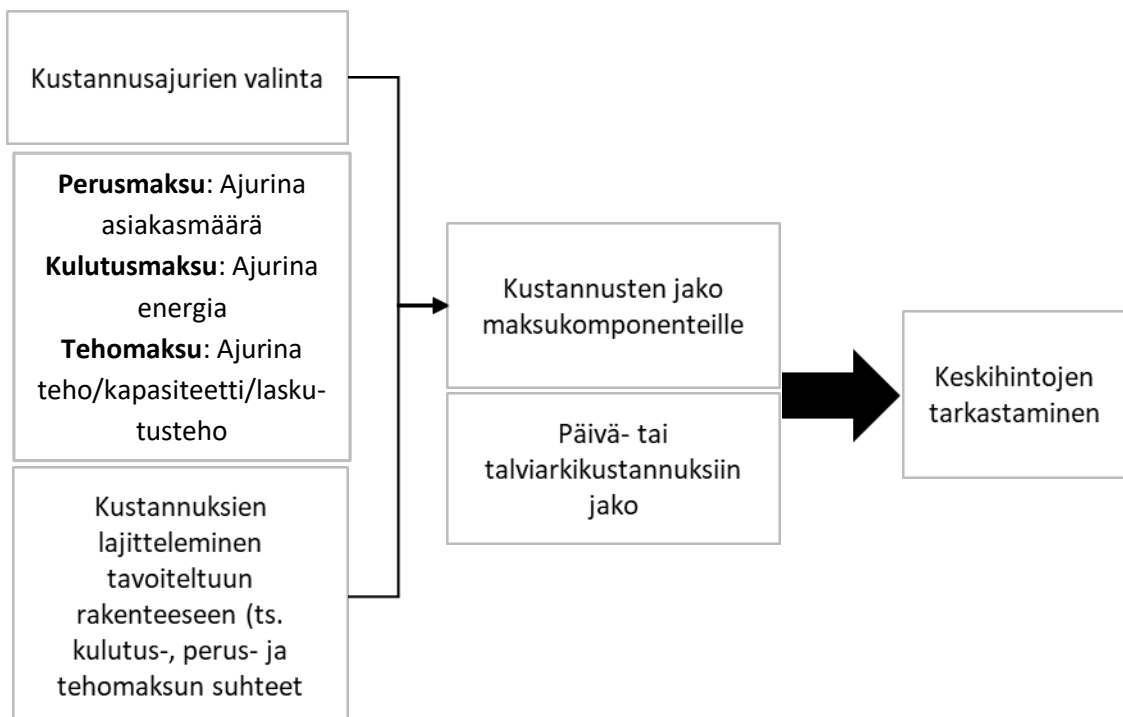 Kustannusajurien valinta
Perusmaksu: Ajurina
asiakasmäärä
Kulutusmaksu: Ajurina
energia
Tehomaksu: Ajurina
teho/kapasiteetti/lasku-
tusteho
Kustannuksien
lajitteleminen
tavoiteltuun
rakenteeseen (ts.
kulutus-, perus- ja
tehomaksun suhteet
Kustannusten jako
maksukomponenteille
Päivä- tai
talviarkikustannuksiin
jako
Keskihintojen
tarkastaminen